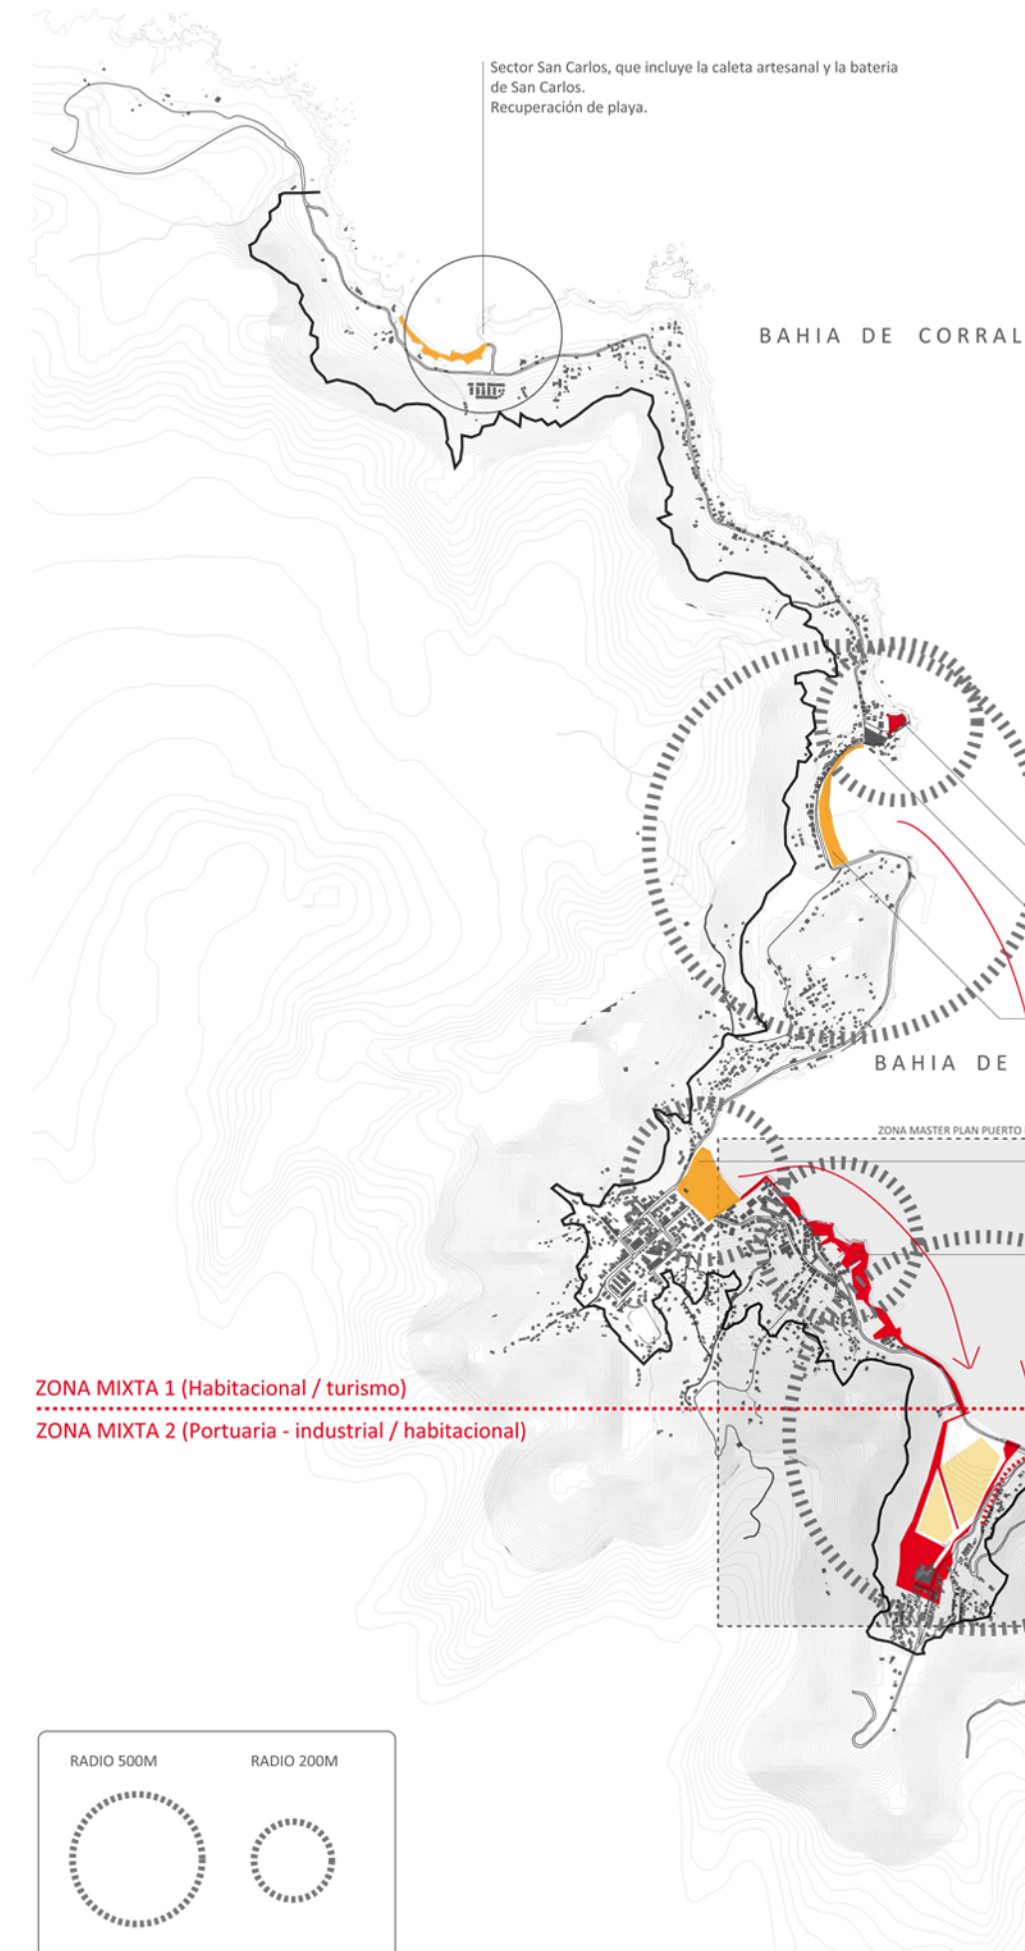 Sector San Carlos, que incluye la caleta artesanal y la bateria
de San Carlos.
Recuperación de playa.
BAHIA DE CORRAL
BAHIA DE
ZONA MASTER PLAN PUERTO
ZONA MIXTA 1 (Habitacional / turismo)
ZONA MIXTA 2 (Portuaria - industrial / habitacional)
RADIO 500M RADIO 200M